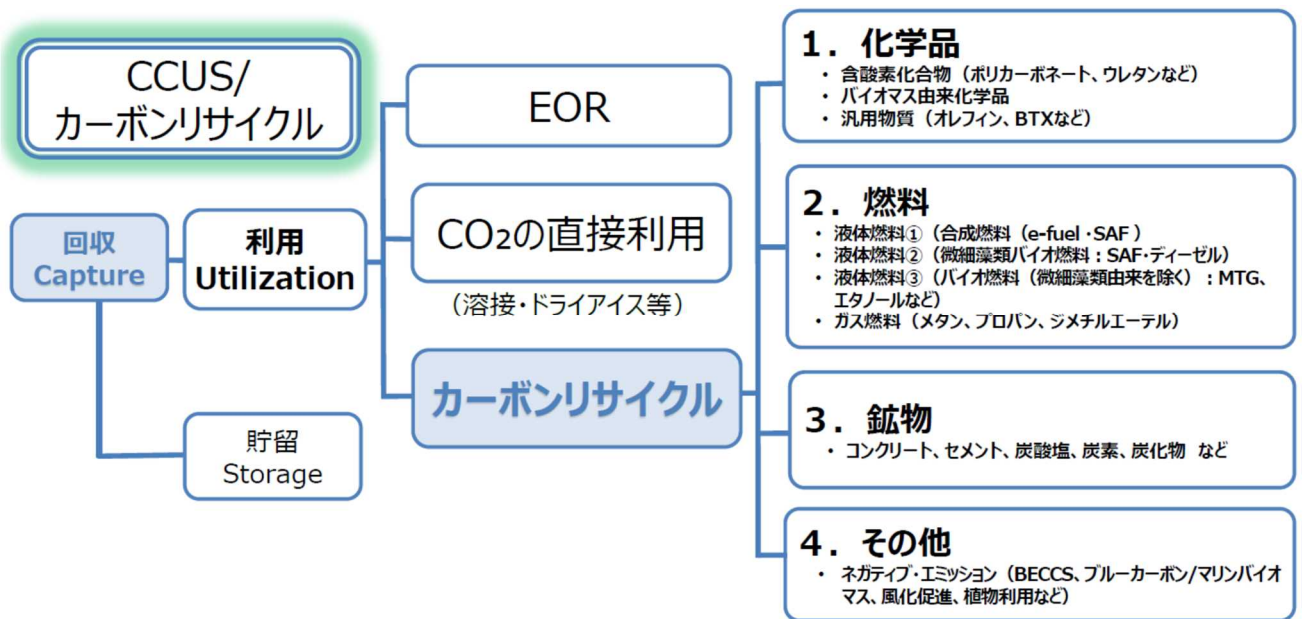 CCUS/
カーボンリサイクル
回収
Capture
利用
Utilization
貯留
Storage
EOR
CO₂の直接利用
（溶接・ドライアイス等）
カーボンリサイクル
１．化学品
・ 含酸素化合物（ポリカーボネート、ウレタンなど）
・ バイオマス由来化学品
・ 汎用物質（オレフィン、BTXなど）
２．燃料
・ 液体燃料①（合成燃料（e-fuel・SAF ）
・ 液体燃料②（微細藻類バイオ燃料：SAF・ディーゼル）
・ 液体燃料③（バイオ燃料（微細藻類由来を除く）：MTG、
エタノールなど）
・ ガス燃料（メタン、プロパン、ジメチルエーテル）
３．鉱物
・ コンクリート、セメント、炭酸塩、炭素、炭化物 など
４．その他
・ ネガティブ・エミッション（BECCS、ブルーカーボン/マリンバイオ
マス、風化促進、植物利用など）